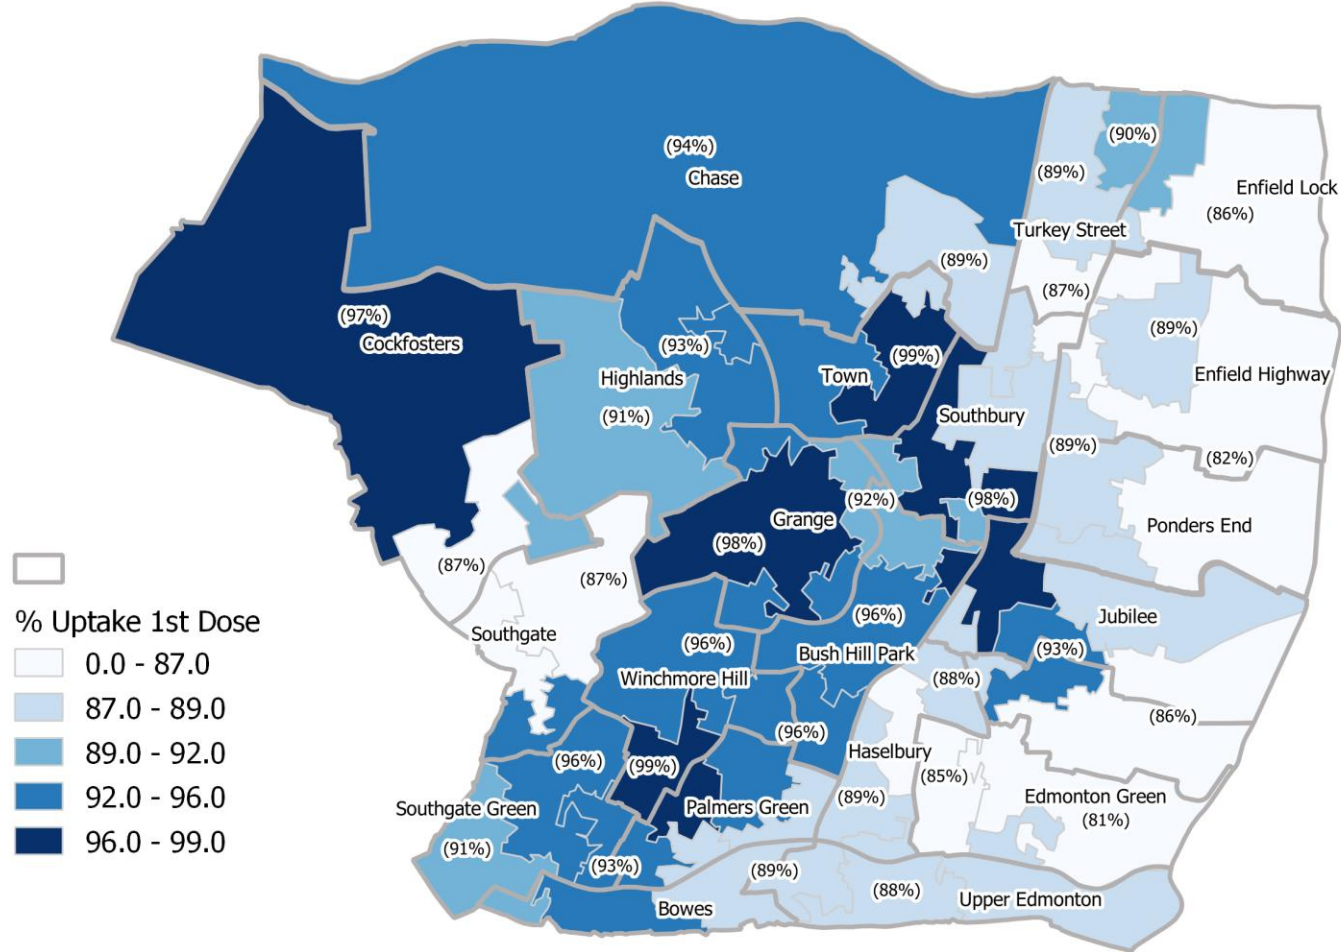 (90%)
(94%)
Chase
(89%)
Enfield Lock
(86%)
Turkey Street
(89%)
(87%)
(97%)
Cockfosters
(89%)
(93%)
(99%)
Highlands
Town
Enfield Highway
(91%)
Southbury
(89%)
(82%)
(92%)
(98%)
Grange
Ponders End
(98%)
(87%)
(87%)
% Uptake 1st Dose
0.0 - 87.0
87.0 - 89.0
89.0 - 92.0
92.0 - 96.0
96.0 - 99.0
Southgate
(96%)
Jubilee
(96%)
Bush Hill Park
(93%)
Winchmore Hill
(88%)
(86%)
(96%)
Haselbury
(96%)
(99%)
(85%)
Southgate Green
Palmers Green
(89%)
Edmonton Green
(81%)
(91%)
(93%)
(89%)
(88%)
Upper Edmonton
Bowes